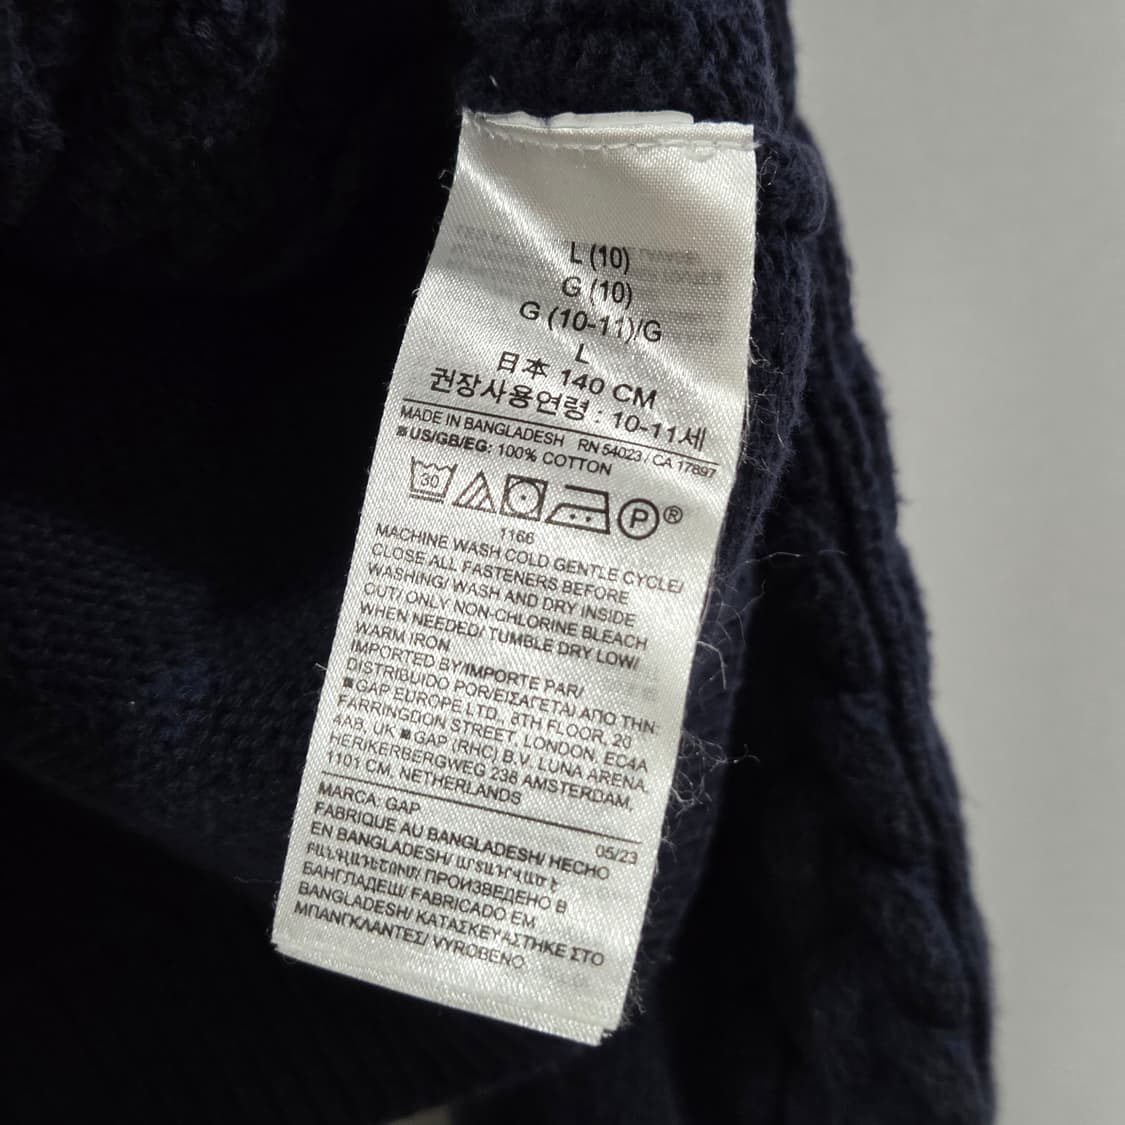 L (10)
G (10)
G (10-11)/G
L
日本 140 CM
권장사용연령 : 10-11세
MADE IN BANGLADESH RN 54023 / CA 17897
■US/GB/EG: 100% COTTON
30
P ®
1166
MACHINE WASH COLD GENTLE CYCLE/
CLOSE ALL FASTENERS BEFORE
WASHING/ WASH AND DRY INSIDE
OUT/ ONLY NON-CHLORINE BLEACH
WHEN NEEDED/ TUMBLE DRY LOW/
WARM IRON
IMPORTED BY/IMPORTE PAR/
DISTRIBUIDO POR/ΕΙΣΑΓΕΤΑΙ ΑΠΟ ΤΗΝ:
■GAP EUROPE LTD., 8TH FLOOR, 20
FARRINGDON STREET, LONDON, EC4A
4AB, UK ■ GAP (RHC) B.V. LUNA ARENA,
HERIKERBERGWEG 238 AMSTERDAM,
1101 CM, NETHERLANDS
MARCA: GAP
05/23
FABRIQUE AU BANGLADESH/ HECHO
EN BANGLADESH/ ԱՐՏԱԴՐՎԱԾ Է
ԲԱՆԳԼԱԴԵՇՈՒՄ/ ПРОИЗВЕДЕНО В
БАНГЛАДЕШ/ FABRICADO EM
BANGLADESH/ ΚΑΤΑΣΚΕΥΑΣΤΗΚΕ ΣΤΟ
ΜΠΑΝΓΚΛΑΝΤΕΣ/ VYROBENO